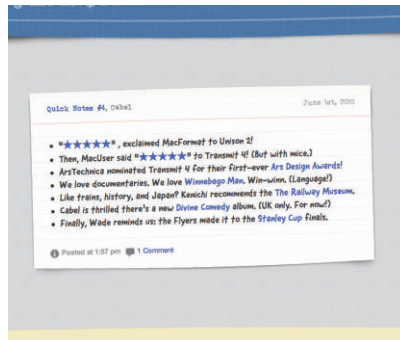 Quick Notes #4, Cabel
June 1st, 2010
• "★★★★★" , exclaimed MacFormat to Unison 2!
• Then, MacUser said "★★★★★" to Transmit 4! (But with mice.)
• ArsTechnica nominated Transmit 4 for their first-ever Ars Design Awards!
• We love documentaries. We love Winnebago Man. Win-winn. (Language!)
• Like trains, history, and Japan? Kenichi recommends the The Railway Museum.
• Cabel is thrilled there's a new Divine Comedy album. (UK only. For now!)
• Finally, Wade reminds us: the Flyers made it to the Stanley Cup finals.
Posted at 1:57 pm 1 Comment